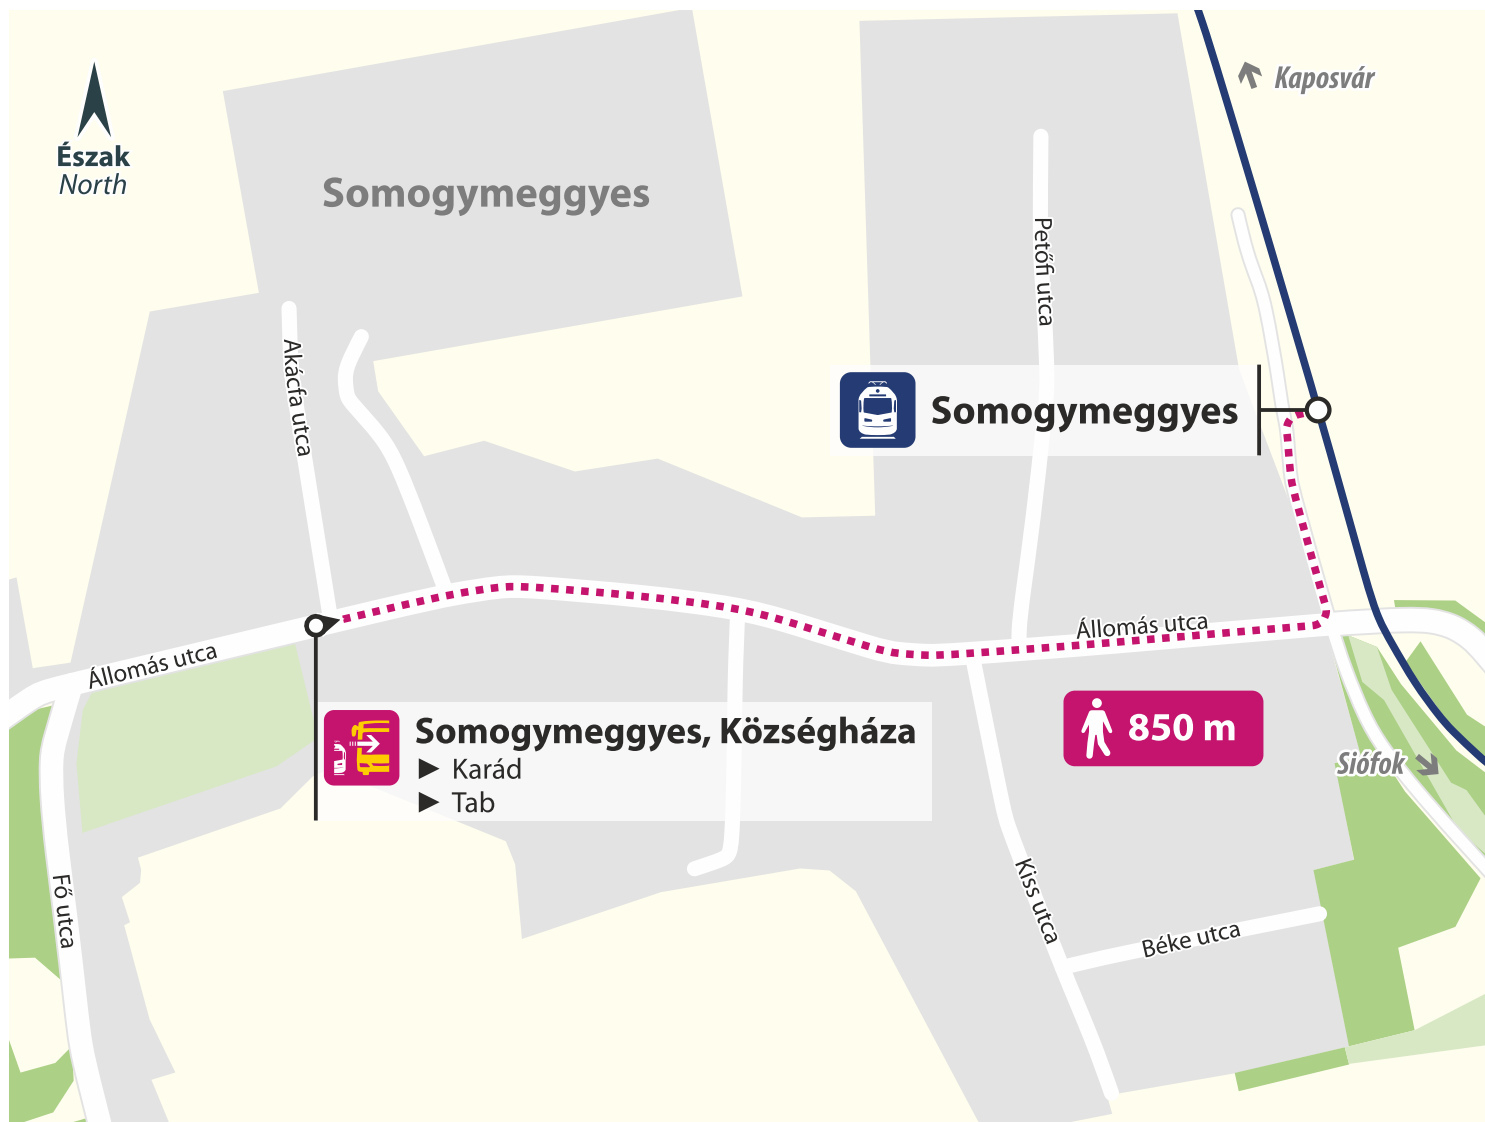 Kaposvár
Észak
North
Somogymeggyes
Petőfi utca
Akácfa utca
Somogymeggyes
Állomás utca
Állomás utca
Somogymeggyes, Községháza
▶ Karád
▶ Tab
850 m
Siófok
Fő utca
Kiss utca
Béke utca